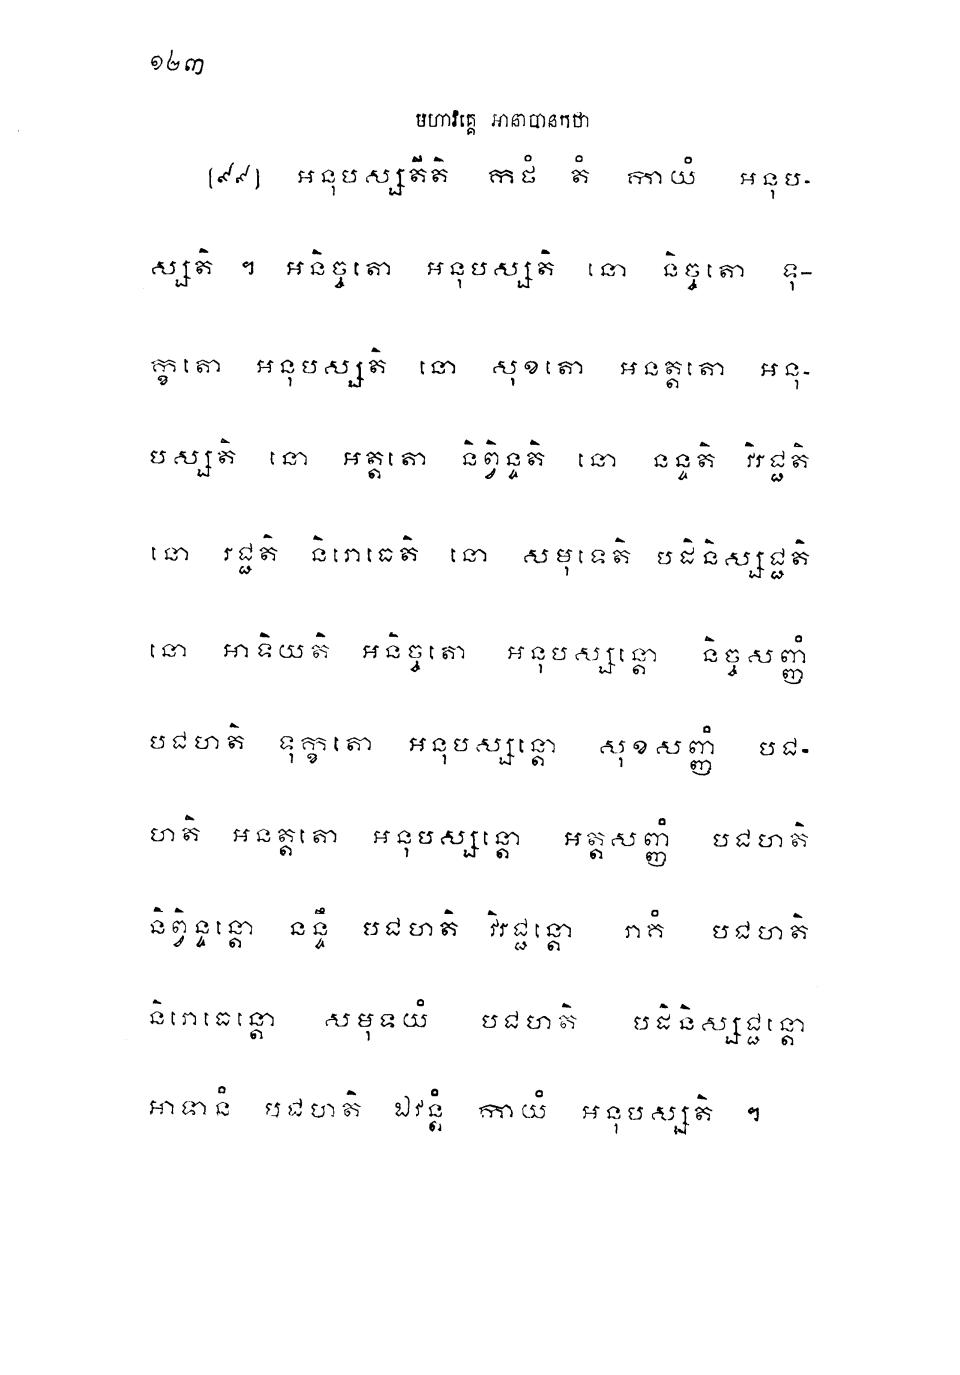 ១២៣
មហាវគ្គេ អានាបានកថា
(៩៩) អនុបស្សតីតិ កថំ តំ កាយំ អនុប-
ស្សតិ ។ អនិច្ចតោ អនុបស្សតិ នោ និច្ចតោ ទុ-
ក្ខតោ អនុបស្សតិ នោ សុខតោ អនត្តតោ អនុ-
បស្សតិ នោ អត្តតោ និព្វិន្ទតិ នោ នន្ទតិ វិរជ្ជតិ
នោ រជ្ជតិ និរោធេតិ នោ សមុទេតិ បដិនិស្សជ្ជតិ
នោ អាទិយតិ អនិច្ចតោ អនុបស្សន្តោ និច្ចសញ្ញំ
បជហតិ ទុក្ខតោ អនុបស្សន្តោ សុខសញ្ញំ បជ-
ហតិ អនត្តតោ អនុបស្សន្តោ អត្តសញ្ញំ បជហតិ
និព្វិន្ទន្តោ នន្ទឹ បជហតិ វិរជ្ជន្តោ រាគំ បជហតិ
និរោធេន្តោ សមុទយំ បជហតិ បដិនិស្សជ្ជន្តោ
អាទានំ បជហតិ ឯវន្តំ កាយំ អនុបស្សតិ ។